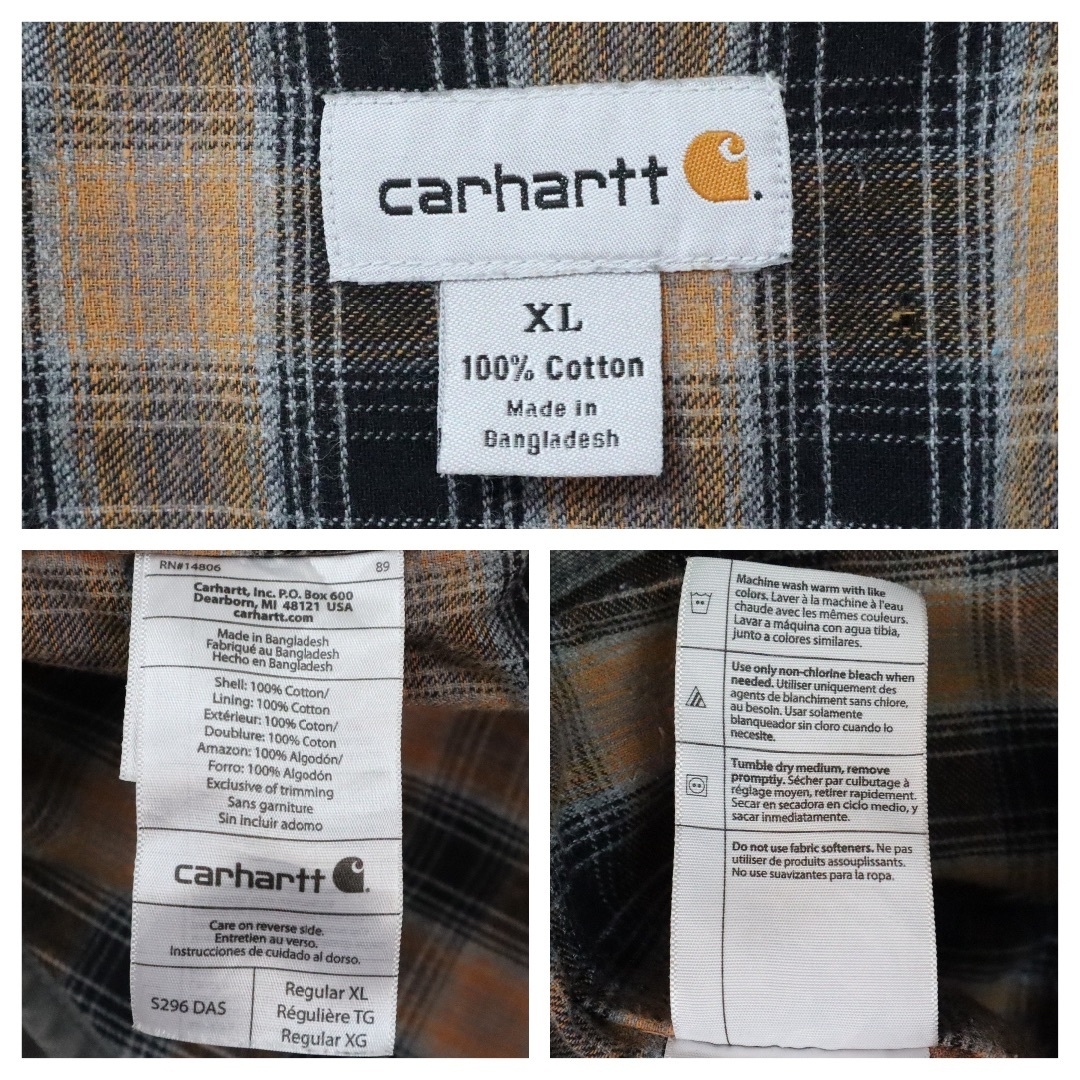 carhartt
XL
100% Cotton
Made in
Bangladesh
RN#14806 89
Carhartt, Inc. P.O. Box 600
Dearborn, MI 48121 USA
carhartt.com
Made in Bangladesh
Fabriqué au Bangladesh
Hecho en Bangladesh
Shell: 100% Cotton/
Lining: 100% Cotton
Extérieur: 100% Coton/
Doublure: 100% Coton
Amazon: 100% Algodón/
Forro: 100% Algodón
Exclusive of trimming
Sans garniture
Sin incluir adorno
carhartt
Care on reverse side.
Entretien au verso.
Instrucciones de cuidado al dorso.
S296 DAS
Regular XL
Régulière TG
Regular XG
Machine wash warm with like
colors. Laver à la machine à l'eau
chaude avec les mêmes couleurs.
Lavar a máquina con agua tibia,
junto a colores similares.
Use only non-chlorine bleach when
needed. Utiliser uniquement des
agents de blanchiment sans chlore,
au besoin. Usar solamente
blanqueador sin cloro cuando lo
necesite.
Tumble dry medium, remove
promptly. Sécher par culbutage à
réglage moyen, retirer rapidement.
Secar en secadora en ciclo medio, y
sacar inmediatamente.
Do not use fabric softeners. Ne pas
utiliser de produits assouplissants.
No use suavizantes para la ropa.